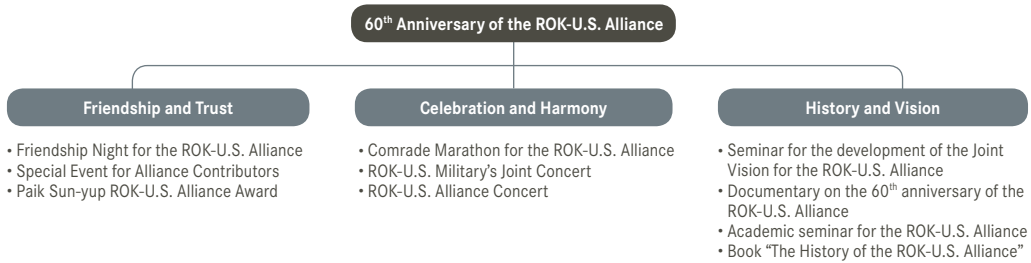 60th Anniversary of the ROK-U.S. Alliance
Friendship and Trust
• Friendship Night for the ROK-U.S. Alliance
• Special Event for Alliance Contributors
• Paik Sun-yup ROK-U.S. Alliance Award
Celebration and Harmony
• Comrade Marathon for the ROK-U.S. Alliance
• ROK-U.S. Military's Joint Concert
• ROK-U.S. Alliance Concert
History and Vision
• Seminar for the development of the Joint
Vision for the ROK-U.S. Alliance
• Documentary on the 60th anniversary of the
ROK-U.S. Alliance
• Academic seminar for the ROK-U.S. Alliance
• Book “The History of the ROK-U.S. Alliance”